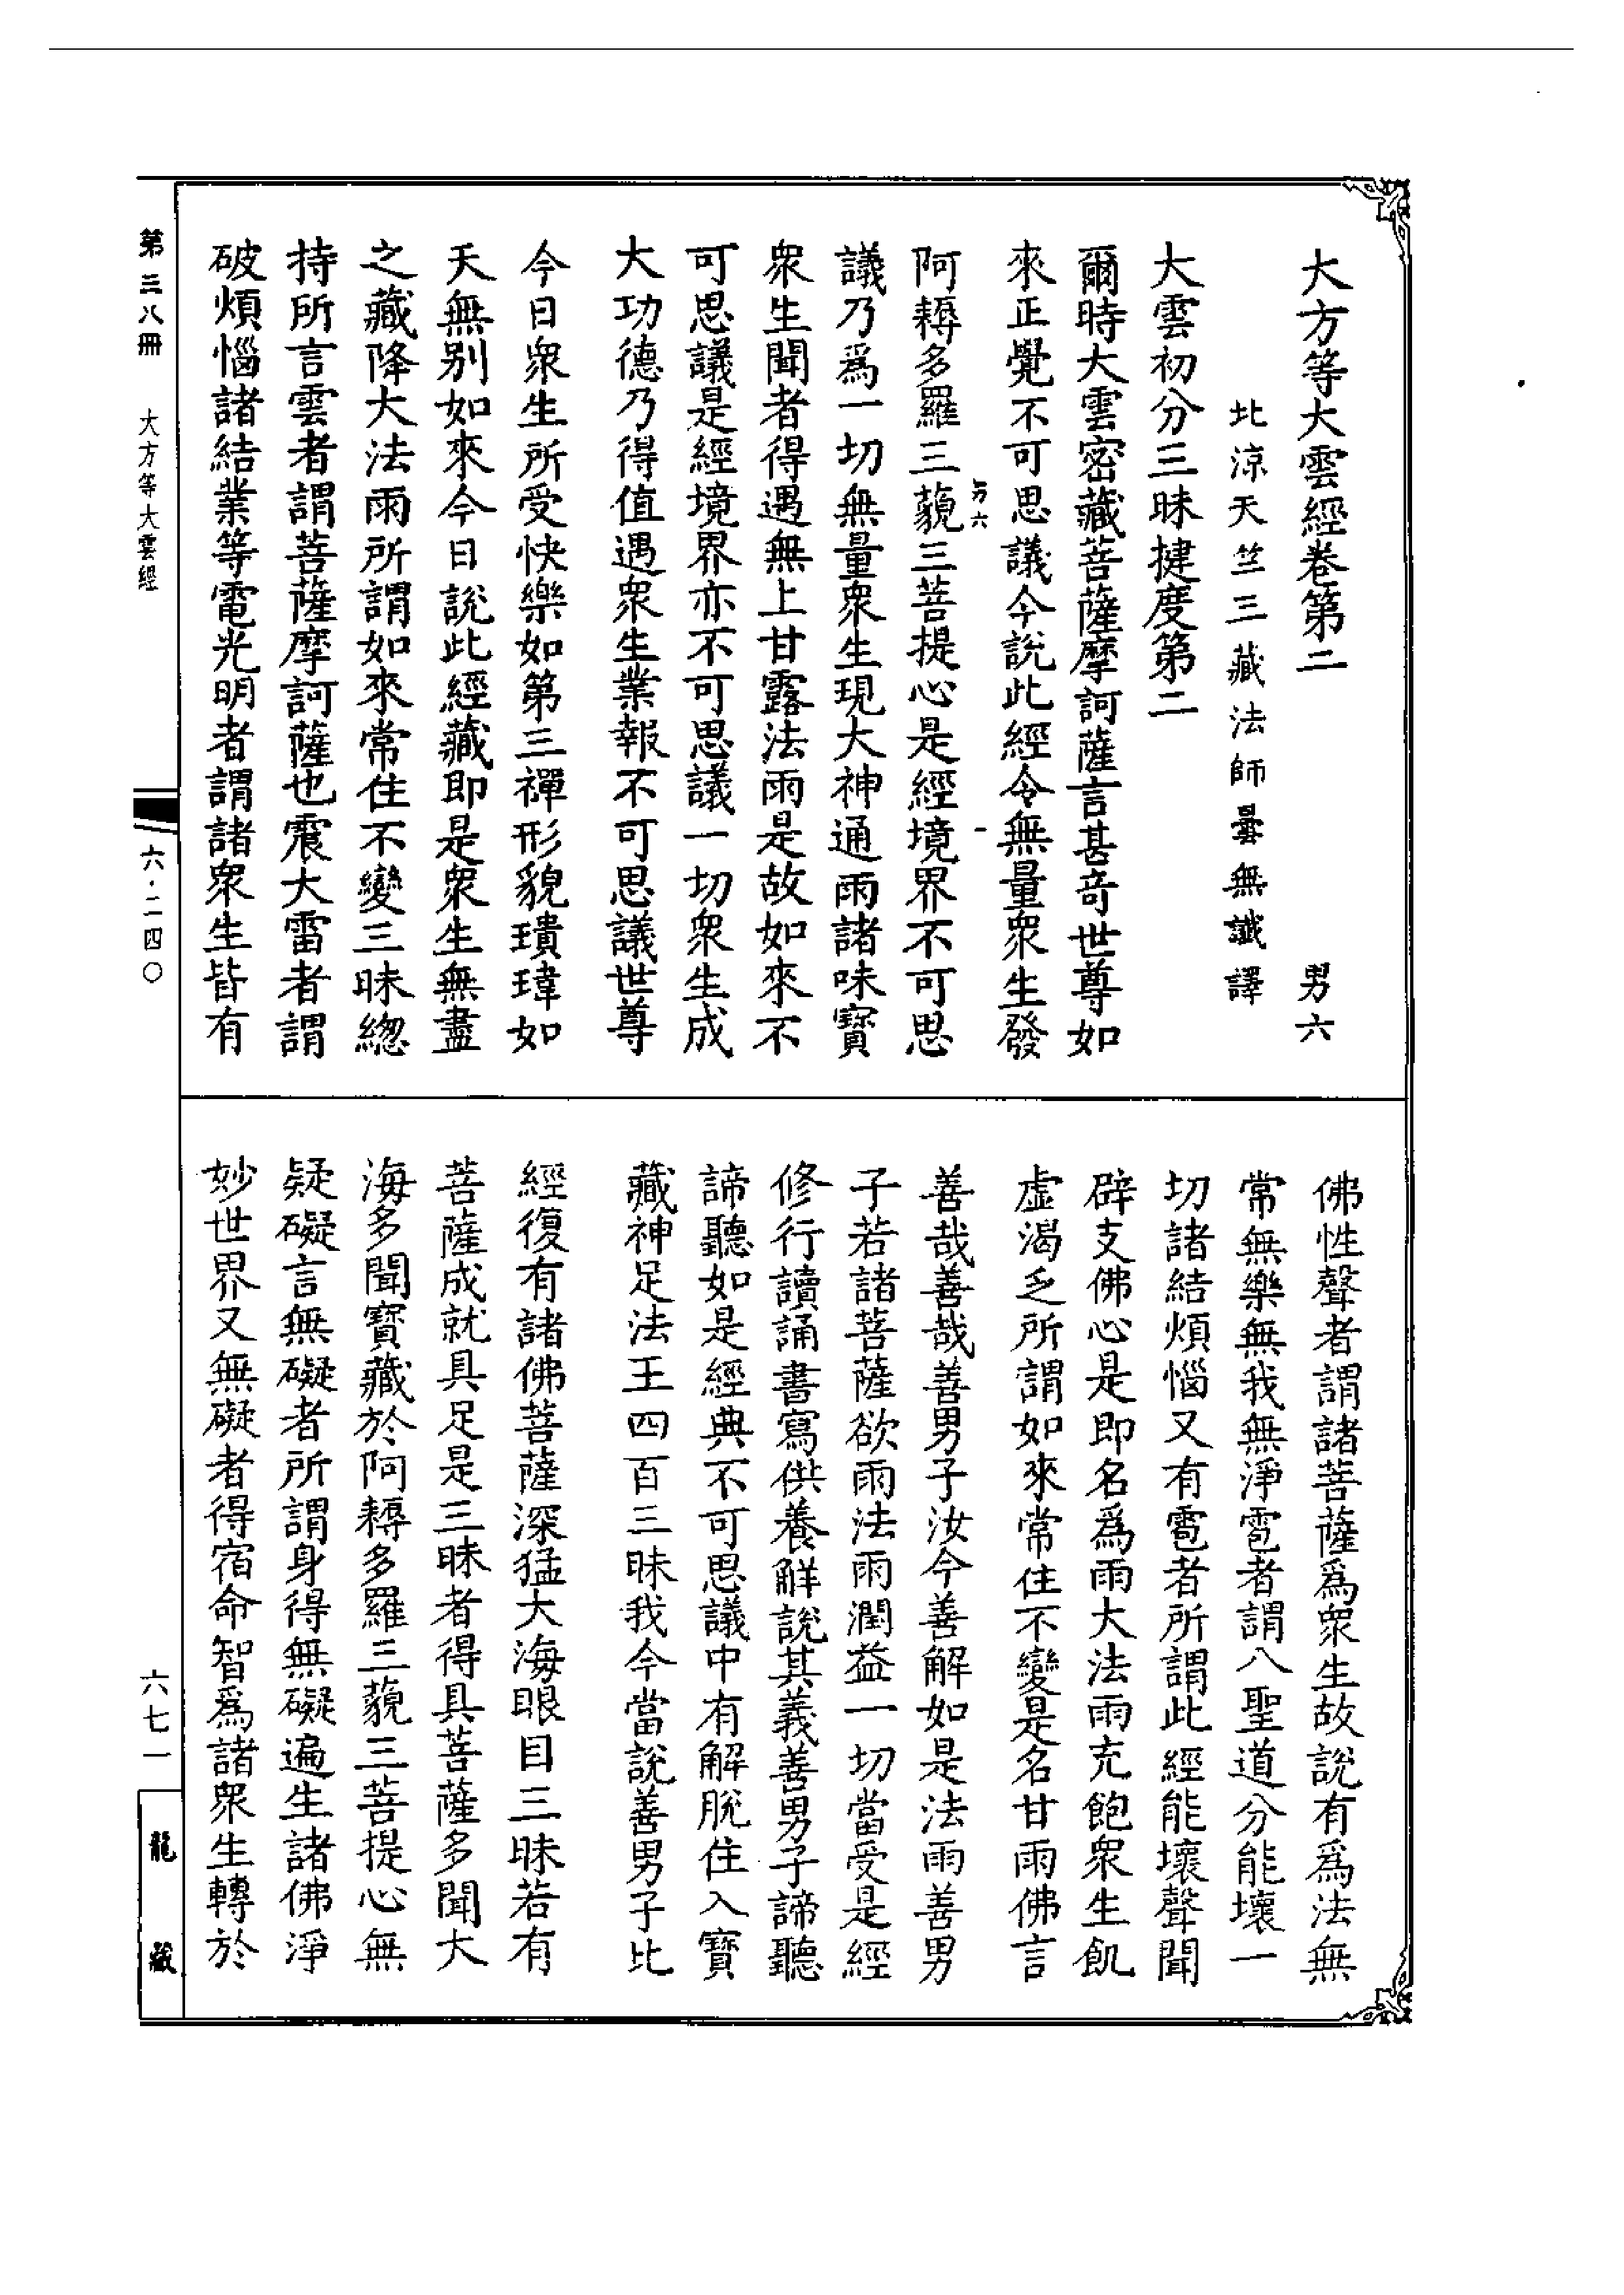 大方等大雲經卷第二 男六
北涼天竺三藏法師曇無讖譯
大雲初分三昧揵度第二
爾時大雲密藏菩薩摩訶薩言甚奇世尊如
來正覺不可思議今說此經令無量眾生發
男六 一
阿耨多羅三藐三菩提心是經境界不可思
議乃爲一切無量眾生現大神通雨諸味寶
眾生聞者得遇無上甘露法雨是故如來不
可思議是經境界亦不可思議一切眾生成
大功德乃得值遇眾生業報不可思議世尊
今日眾生所受快樂如第三禪形貌瓌瑋如
天無別如來今日說此經藏即是眾生無盡
之藏降大法雨所謂如來常住不變三昧總
持所言雲者謂菩薩摩訶薩也震大雷者謂
破煩惱諸結業等電光明者謂諸眾生皆有
佛性聲者謂諸菩薩爲眾生故說有爲法無
常無樂無我無淨雹者謂八聖道分能壞一
切諸結煩惱又有雹者所謂此經能壞聲聞
辟支佛心是即名爲雨大法雨充飽眾生飢
虛渴乏所謂如來常住不變是名甘雨佛言
善哉善哉善男子汝今善解如是法雨善男
子若諸菩薩欲雨法雨潤益一切當受是經
修行讀誦書寫供養解說其義善男子諦聽
諦聽如是經典不可思議中有解脫住入寶
藏神足法王四百三昧我今當說善男子比
經復有諸佛菩薩深猛大海眼目三昧若有
菩薩成就具足是三昧者得具菩薩多聞大
海多聞寶藏於阿耨多羅三藐三菩提心無
疑礙言無礙者所謂身得無礙遍生諸佛淨
妙世界又無礙者得宿命智爲諸眾生轉於
第三八冊 大方等大雲經 六·二四〇 六七一 龍藏